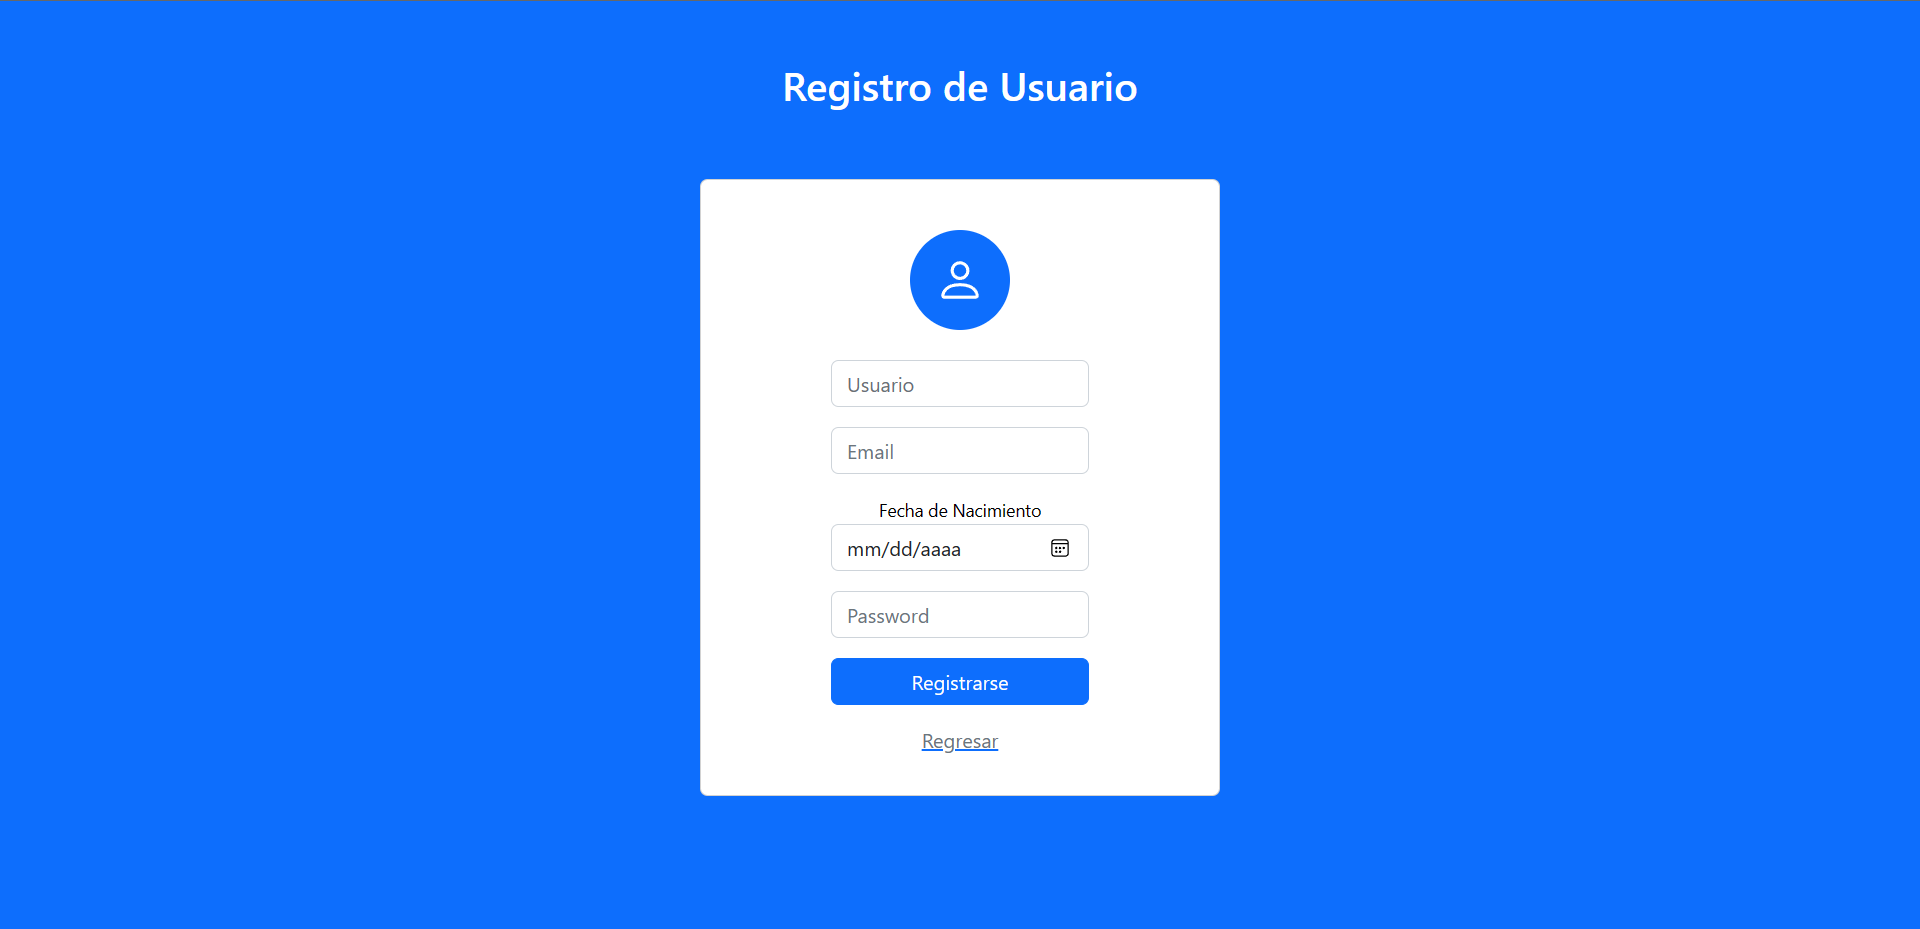 Registro de Usuario
Usuario
Email
Fecha de Nacimiento
mm/dd/aaaa
Password
Registrarse
Regresar